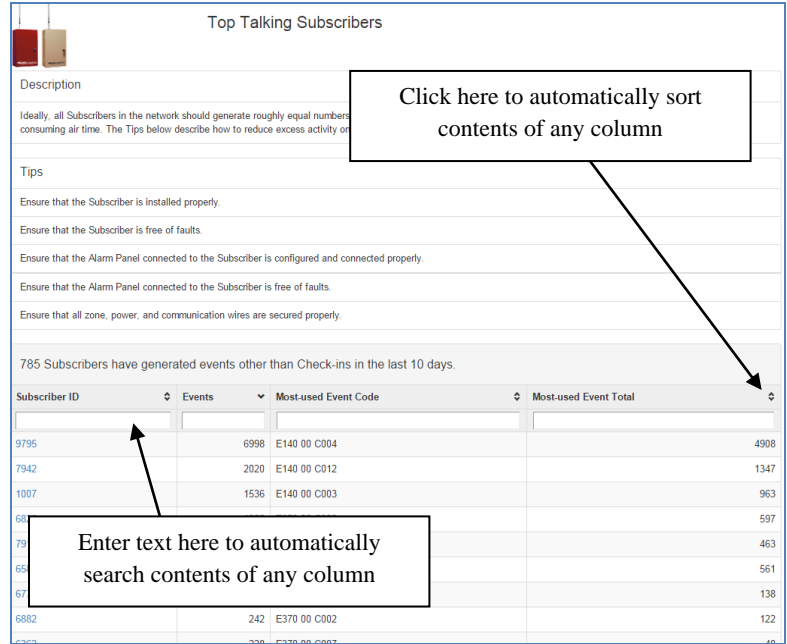 Top Talking Subscribers
Description
Click here to automatically sort
contents of any column
Ideally, all Subscribers in the network should generate roughly equal numbers
consuming air time. The Tips below describe how to reduce excess activity on
Tips
Ensure that the Subscriber is installed properly.
Ensure that the Subscriber is free of faults.
Ensure that the Alarm Panel connected to the Subscriber is configured and connected properly.
Ensure that the Alarm Panel connected to the Subscriber is free of faults.
Ensure that all zone, power, and communication wires are secured properly.
785 Subscribers have generated events other than Check-ins in the last 10 days.
Subscriber ID Events Most-used Event Code Most-used Event Total
9795 6998 E140 00 C004 4908
7942 2020 E140 00 C012 1347
1007 1536 E140 00 C003 963
597
463
561
138
Enter text here to automatically
search contents of any column
6882 242 E370 00 C002 122